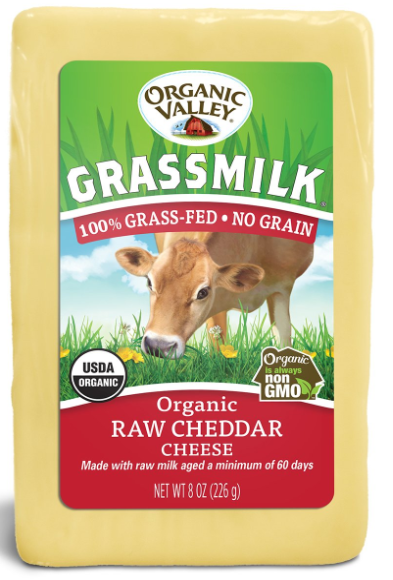 ORGANIC
VALLEY®
GRASSMILK®
100% GRASS-FED • NO GRAIN
USDA
ORGANIC
Organic
is always
non
GMO
Organic
RAW CHEDDAR
CHEESE
Made with raw milk aged a minimum of 60 days
NET WT 8 OZ (226 g)